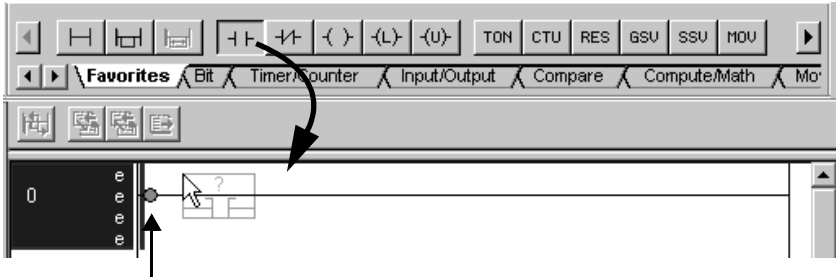 TON CTU RES GSV SSV MOV
Favorites Bit Timer/Counter Input/Output Compare Compute/Math Mo
?
e
0 e
e
e